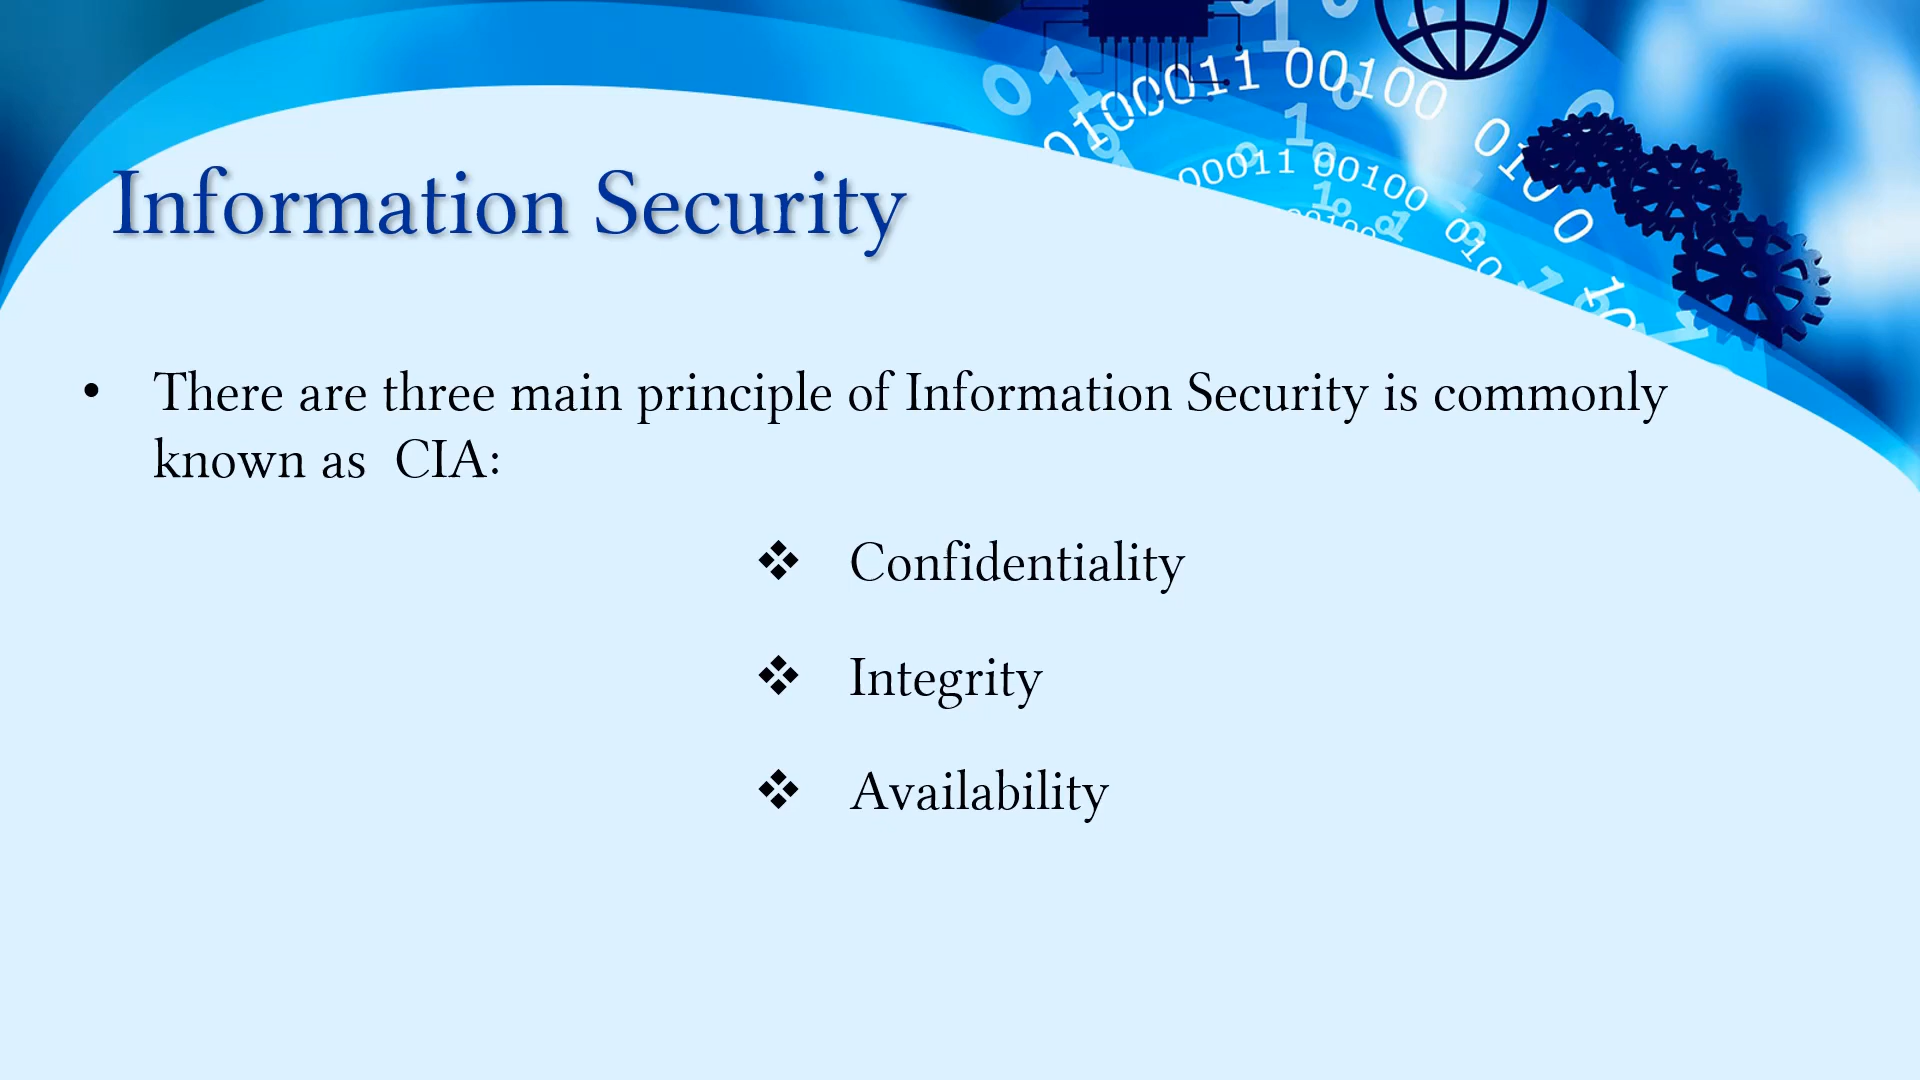 Information Security
• There are three main principle of Information Security is commonly
known as  CIA:
❖ Confidentiality
❖ Integrity
❖ Availability